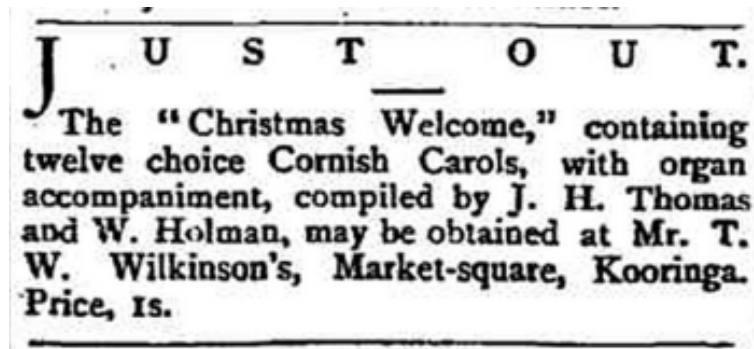 JUST OUT.
The "Christmas Welcome," containing
twelve choice Cornish Carols, with organ
accompaniment, compiled by J. H. Thomas
and W. Holman, may be obtained at Mr. T.
W. Wilkinson's, Market-square, Kooringa.
Price, 1s.